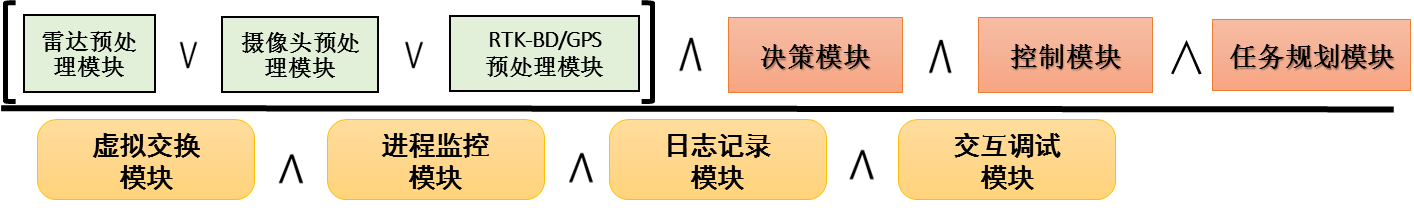 雷达预处理模块 ∨ 摄像头预处理模块 ∨ RTK-BD/GPS预处理模块 ∧ 决策模块 ∧ 控制模块 ∧ 任务规划模块
虚拟交换模块 ∧ 进程监控模块 ∧ 日志记录模块 ∧ 交互调试模块